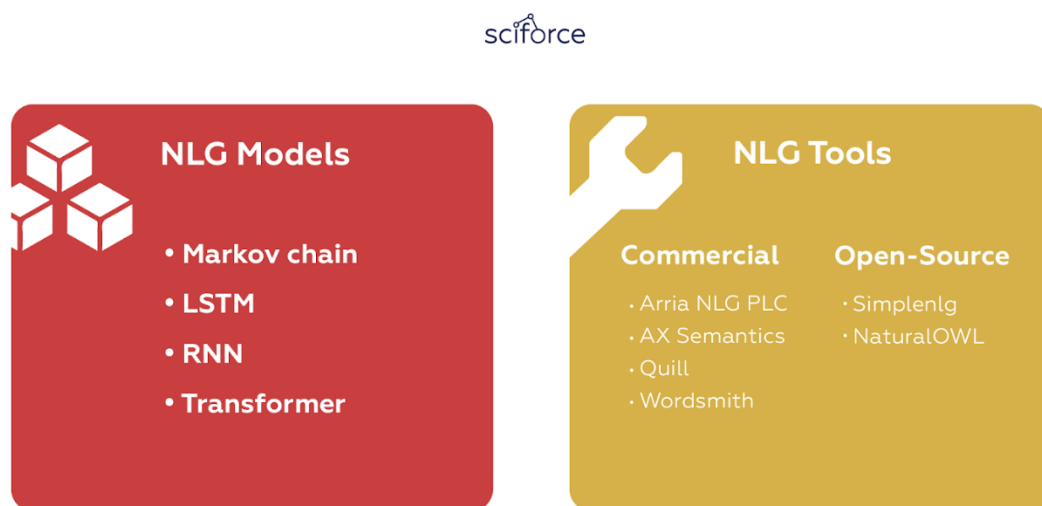 sciforce
NLG Models
• Markov chain
• LSTM
• RNN
• Transformer
NLG Tools
Commercial
• Arria NLG PLC
• AX Semantics
• Quill
• Wordsmith
Open-Source
• Simplenlg
• NaturalOWL